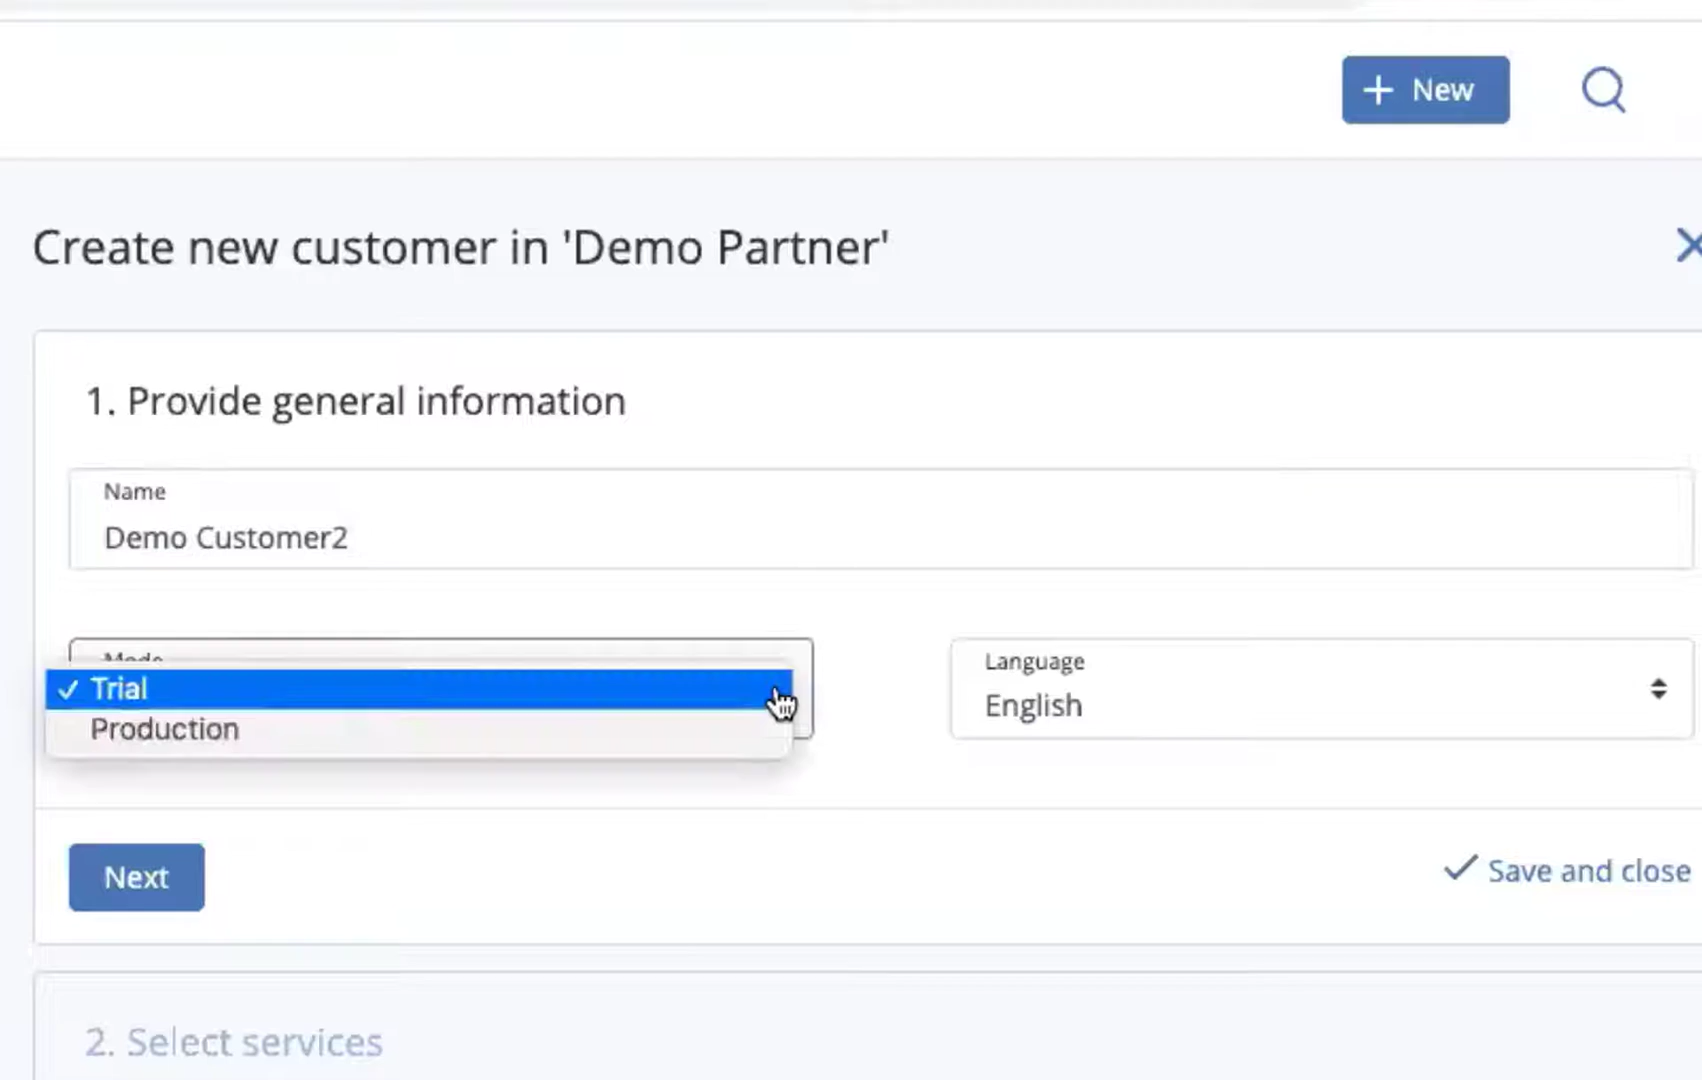 New
Create new customer in 'Demo Partner'
1. Provide general information
Name
Demo Customer2
Mode
Trial
Production
Language
English
Next
Save and close
2. Select services